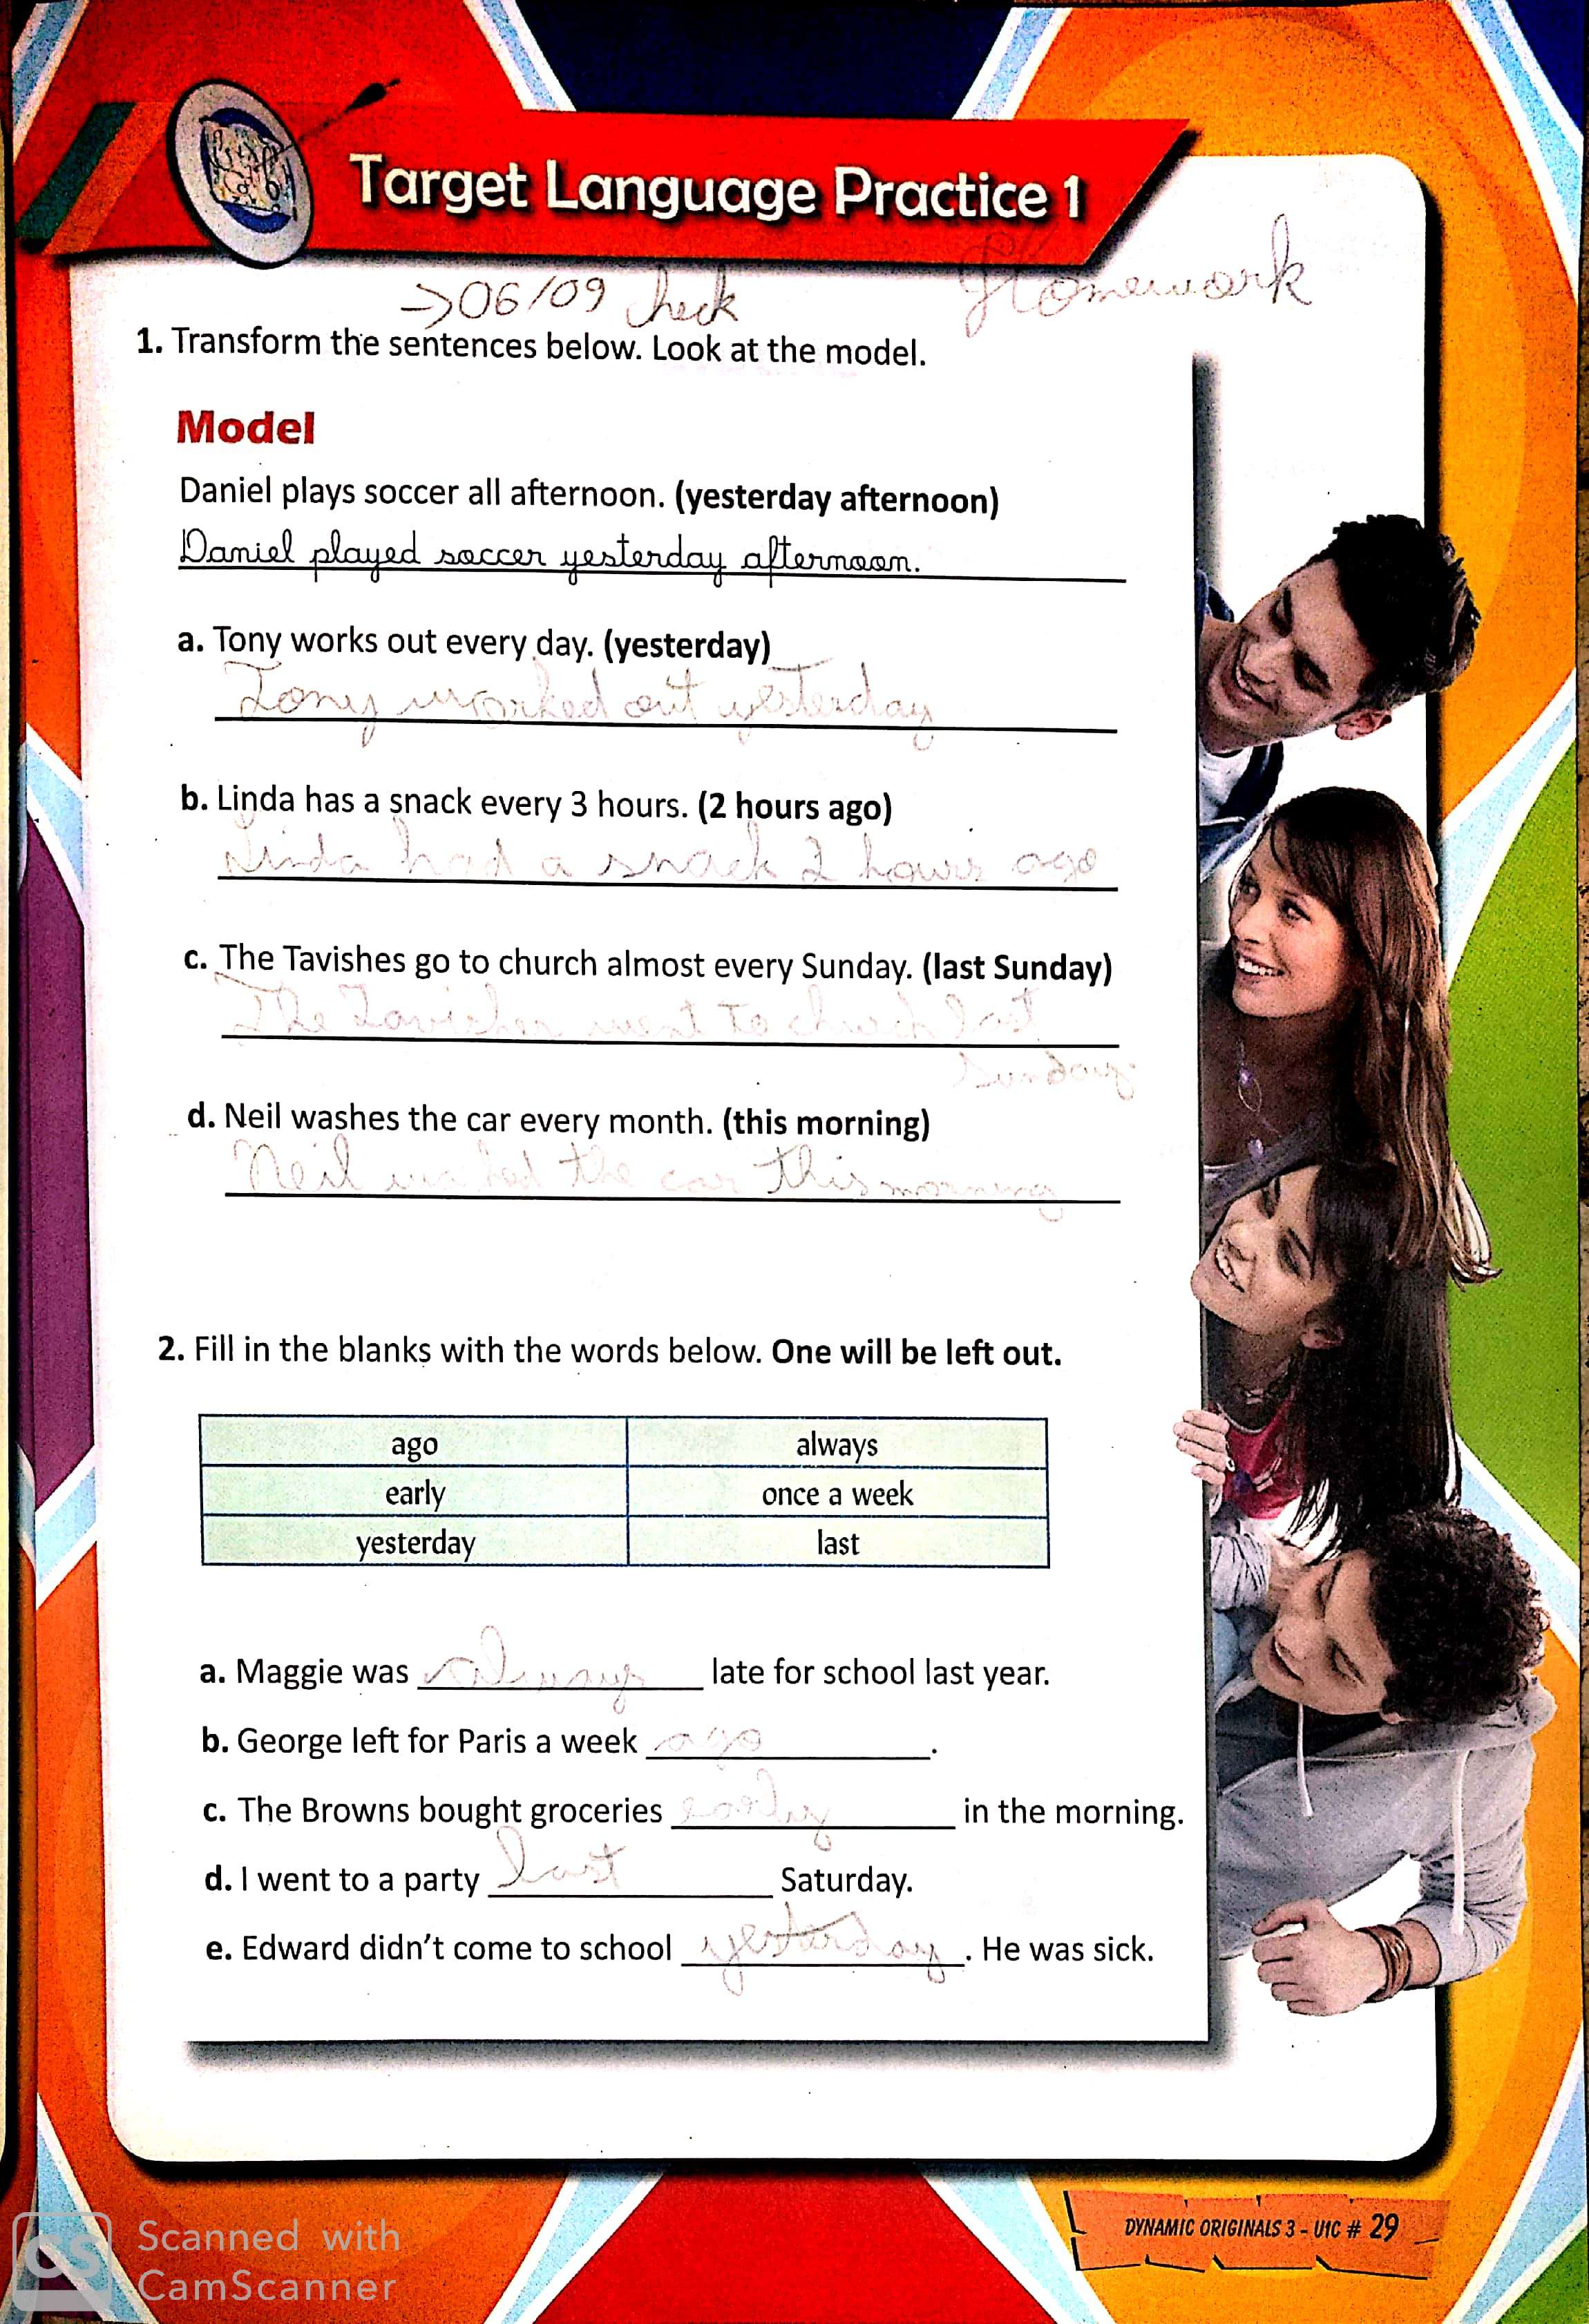 Target Language Practice 1
→06/09 check
Homework
1. Transform the sentences below. Look at the model.
Model
Daniel plays soccer all afternoon. (yesterday afternoon)
Daniel played soccer yesterday afternoon.
a. Tony works out every day. (yesterday)
Tony worked out yesterday
b. Linda has a snack every 3 hours. (2 hours ago)
Linda had a snack 2 hours ago
c. The Tavishes go to church almost every Sunday. (last Sunday)
The Tavishes went to church last
Sunday
d. Neil washes the car every month. (this morning)
Neil washed the car this morning
2. Fill in the blanks with the words below. One will be left out.
ago always
early once a week
yesterday last
a. Maggie was always late for school last year.
b. George left for Paris a week ago.
c. The Browns bought groceries early in the morning.
d. I went to a party last Saturday.
e. Edward didn't come to school yesterday. He was sick.
DYNAMIC ORIGINALS 3 - U1C # 29
CS Scanned with
CamScanner